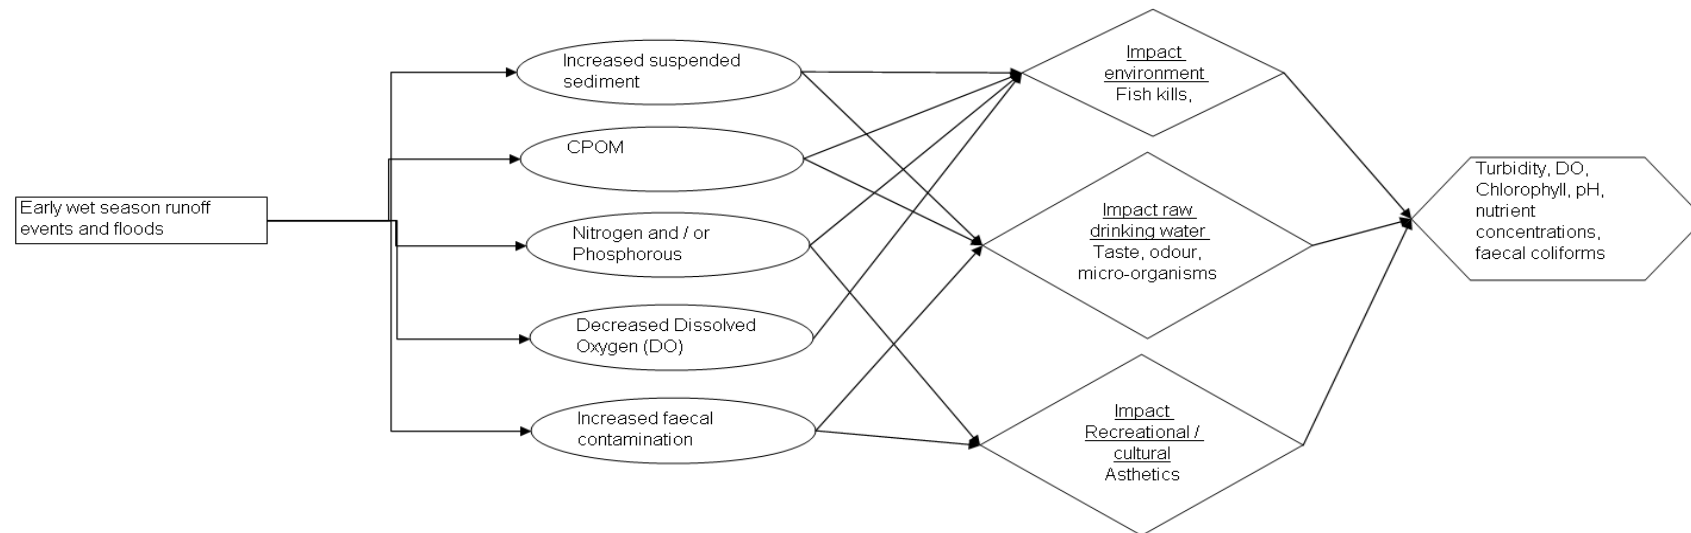 Early wet season runoff
events and floods
Increased suspended
sediment
CPOM
Nitrogen and / or
Phosphorous
Decreased Dissolved
Oxygen (DO)
Increased faecal
contamination
Impact
environment
Fish kills,
Impact raw
drinking water
Taste, odour,
micro-organisms
Impact
Recreational /
cultural
Asthetics
Turbidity, DO,
Chlorophyll, pH,
nutrient
concentrations,
faecal coliforms